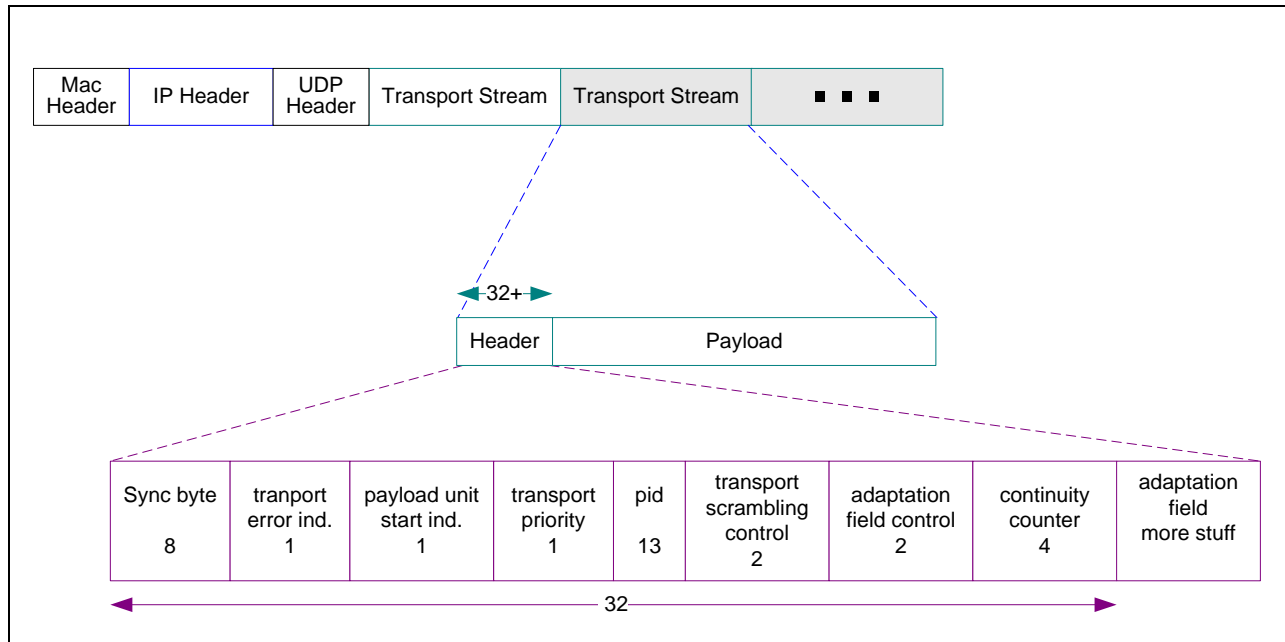 Mac
Header
IP Header
UDP
Header
Transport Stream
Transport Stream
32+
Header
Payload
Sync byte
8
tranport
error ind.
1
payload unit
start ind.
1
transport
priority
1
pid
13
transport
scrambling
control
2
adaptation
field control
2
continuity
counter
4
adaptation
field
more stuff
32